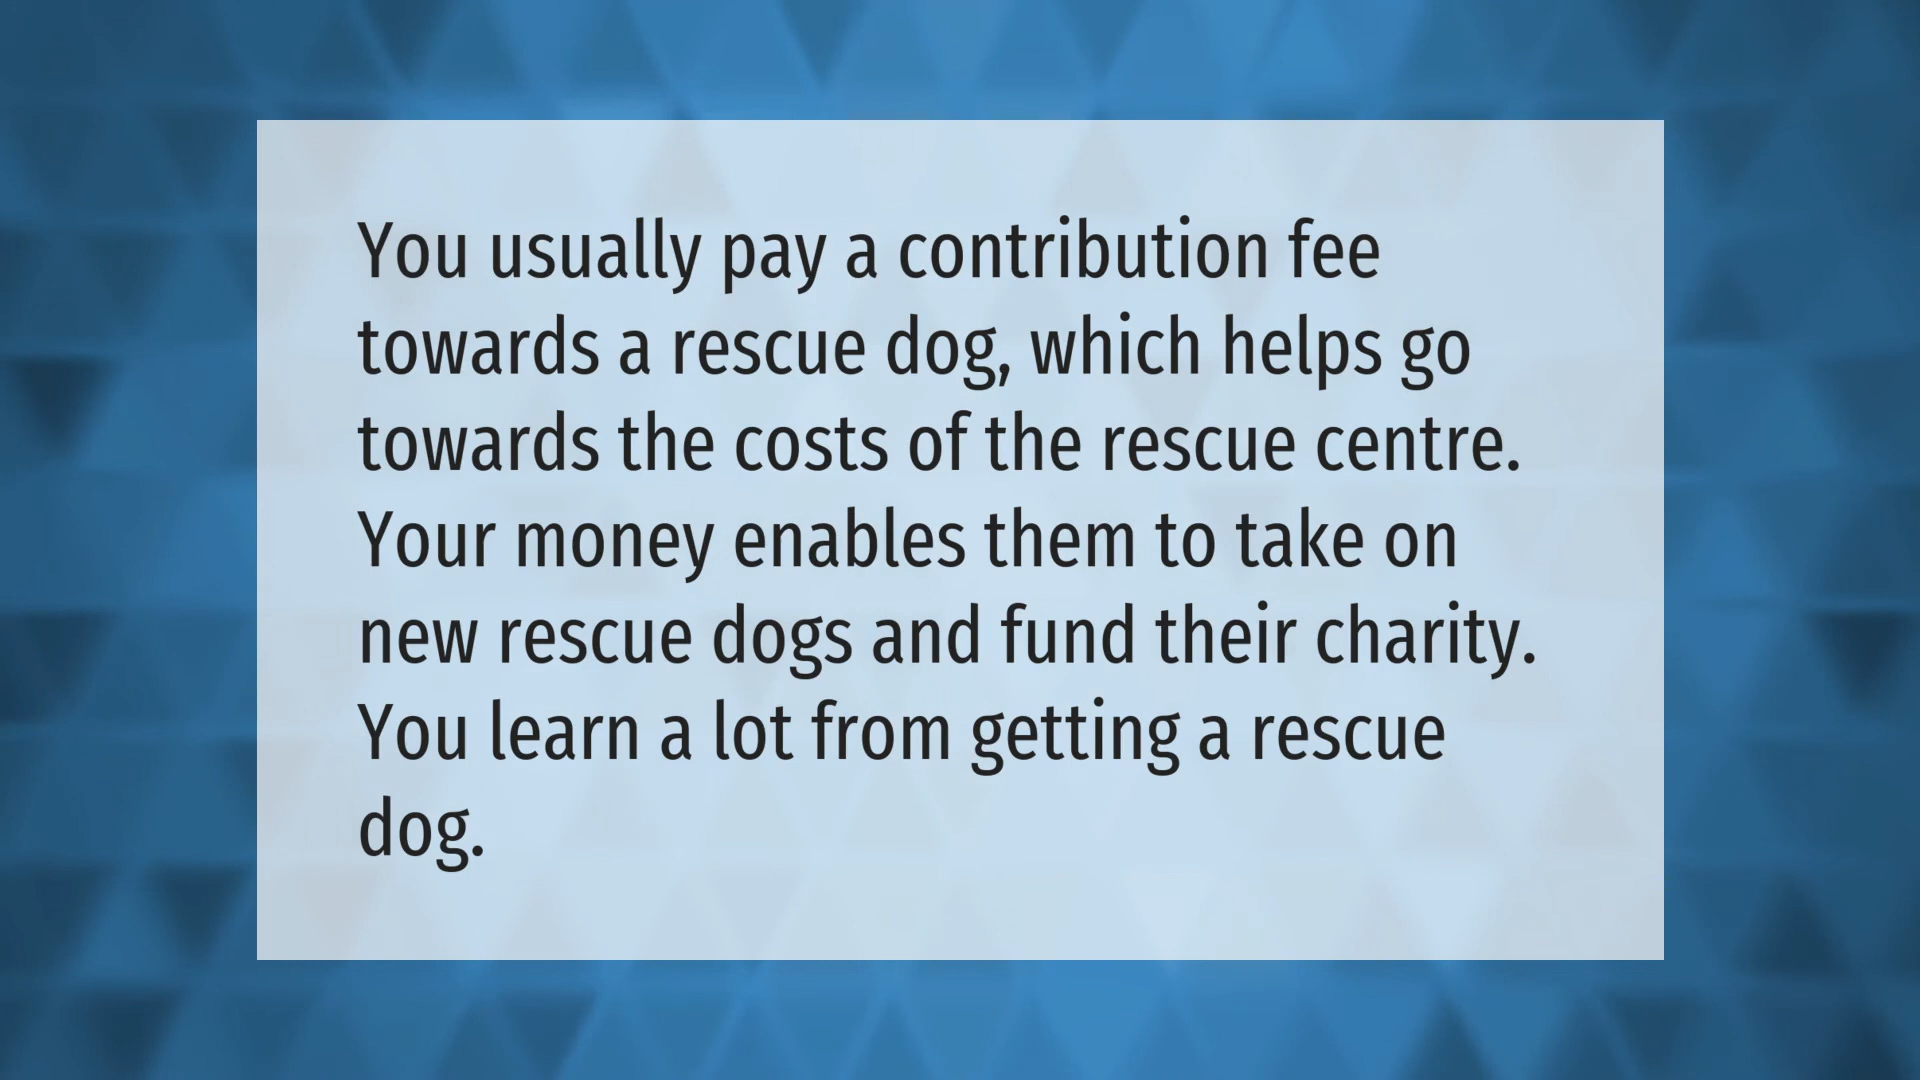 You usually pay a contribution fee
towards a rescue dog, which helps go
towards the costs of the rescue centre.
Your money enables them to take on
new rescue dogs and fund their charity.
You learn a lot from getting a rescue
dog.